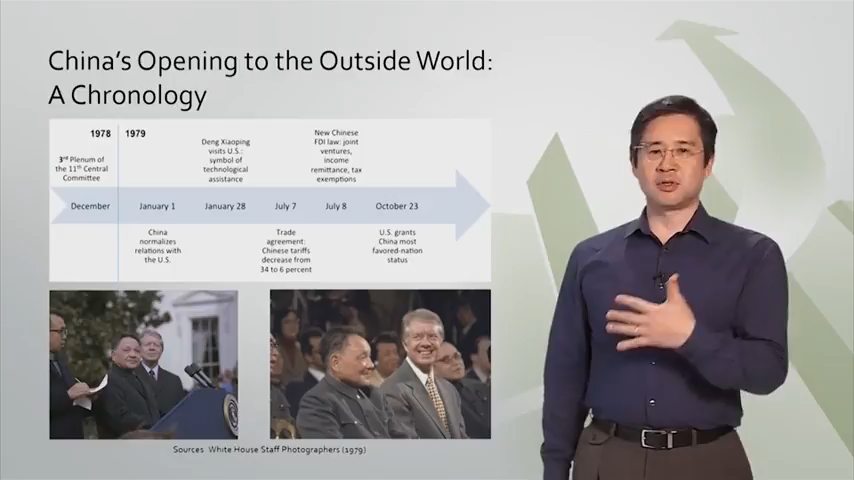 China's Opening to the Outside World:
A Chronology
1978
1979
3rd Plenum of
the 11th Central
Committee
Deng Xiaoping
visits U.S.:
symbol of
technological
assistance
New Chinese
FDI law: joint
ventures,
income
remittance, tax
exemptions
December
January 1
January 28
July 7
July 8
October 23
China
normalizes
relations with
the U.S.
Trade
agreement:
Chinese tariffs
decrease from
34 to 6 percent
U.S. grants
China most
favored-nation
status
Sources White House Staff Photographers (1979)